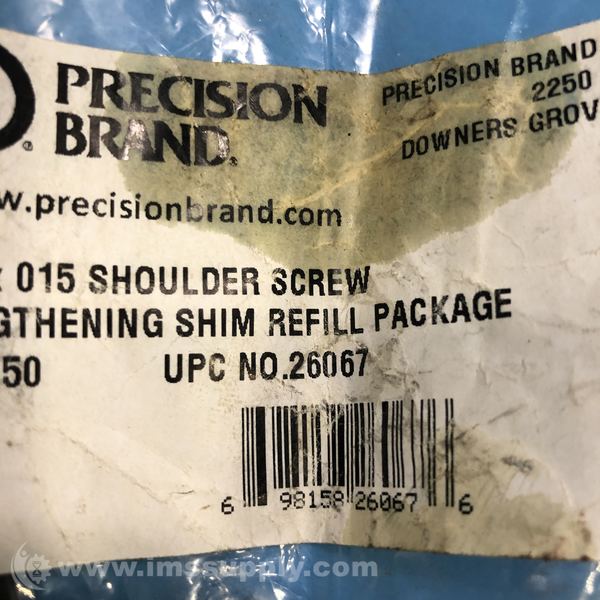 PRECISION
BRAND®
PRECISION BRAND
2250
DOWNERS GROV
w.precisionbrand.com
x 015 SHOULDER SCREW
GTHENING SHIM REFILL PACKAGE
50 UPC NO.26067
6 98158 26067 6
www.imssupply.com